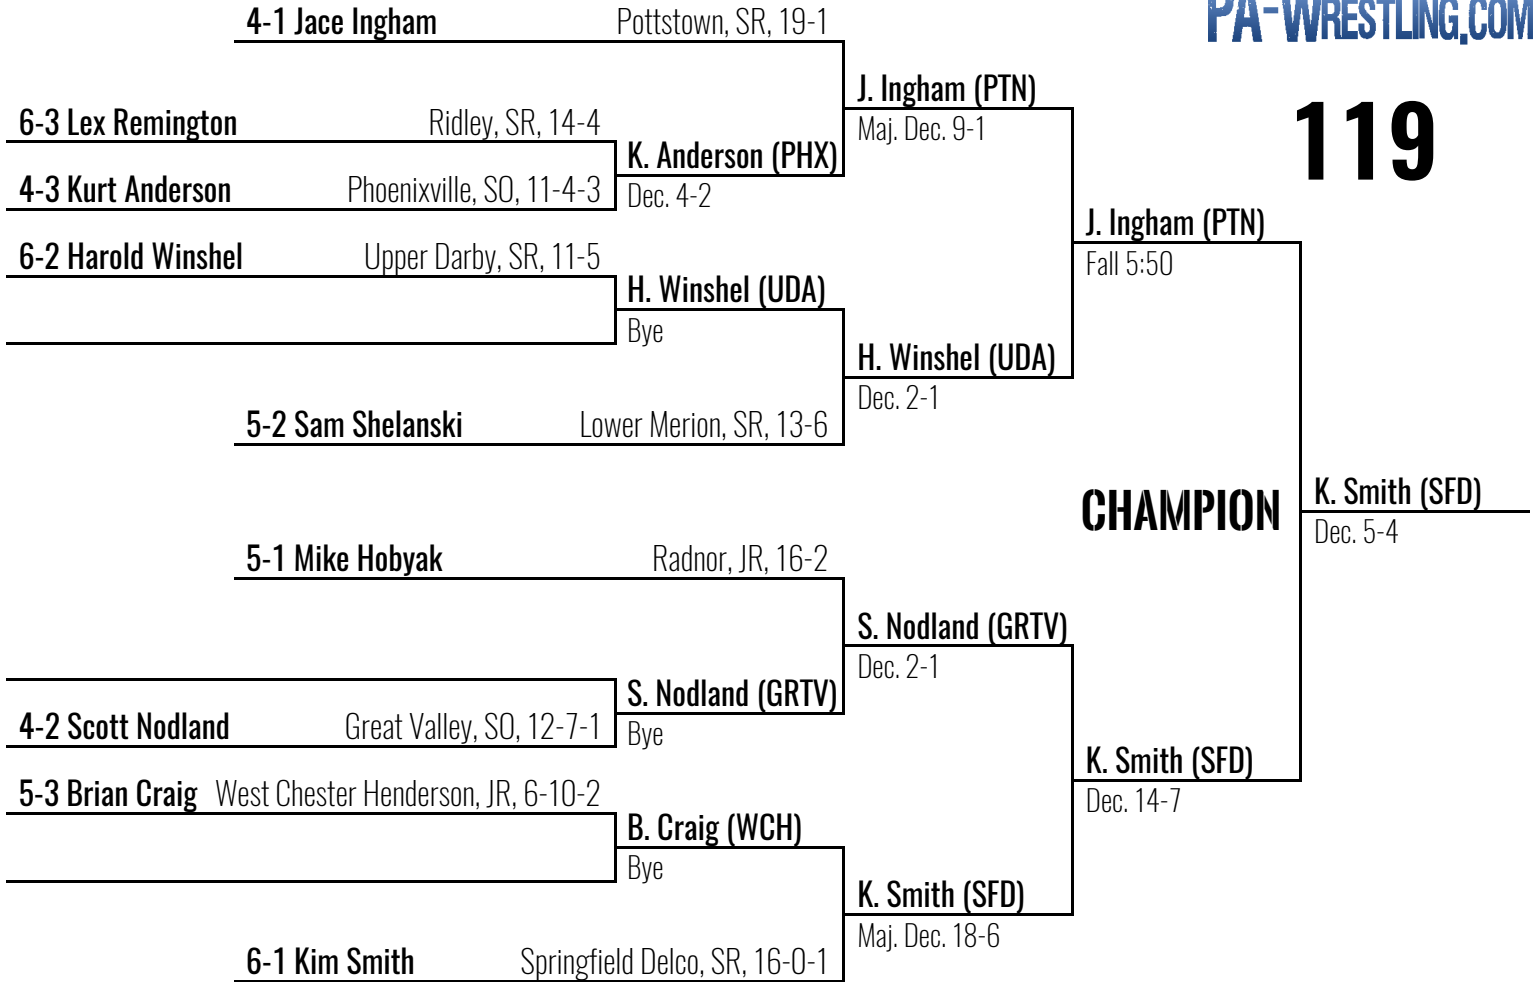 PA-WRESTLING.COM
119
4-1 Jace Ingham Pottstown, SR, 19-1
J. Ingham (PTN)
Maj. Dec. 9-1
6-3 Lex Remington Ridley, SR, 14-4
K. Anderson (PHX)
Dec. 4-2
4-3 Kurt Anderson Phoenixville, SO, 11-4-3
J. Ingham (PTN)
Fall 5:50
6-2 Harold Winshel Upper Darby, SR, 11-5
H. Winshel (UDA)
Bye
H. Winshel (UDA)
Dec. 2-1
5-2 Sam Shelanski Lower Merion, SR, 13-6
CHAMPION
K. Smith (SFD)
Dec. 5-4
5-1 Mike Hobyak Radnor, JR, 16-2
S. Nodland (GRTV)
Dec. 2-1
S. Nodland (GRTV)
Bye
4-2 Scott Nodland Great Valley, SO, 12-7-1
K. Smith (SFD)
Dec. 14-7
5-3 Brian Craig West Chester Henderson, JR, 6-10-2
B. Craig (WCH)
Bye
K. Smith (SFD)
Maj. Dec. 18-6
6-1 Kim Smith Springfield Delco, SR, 16-0-1